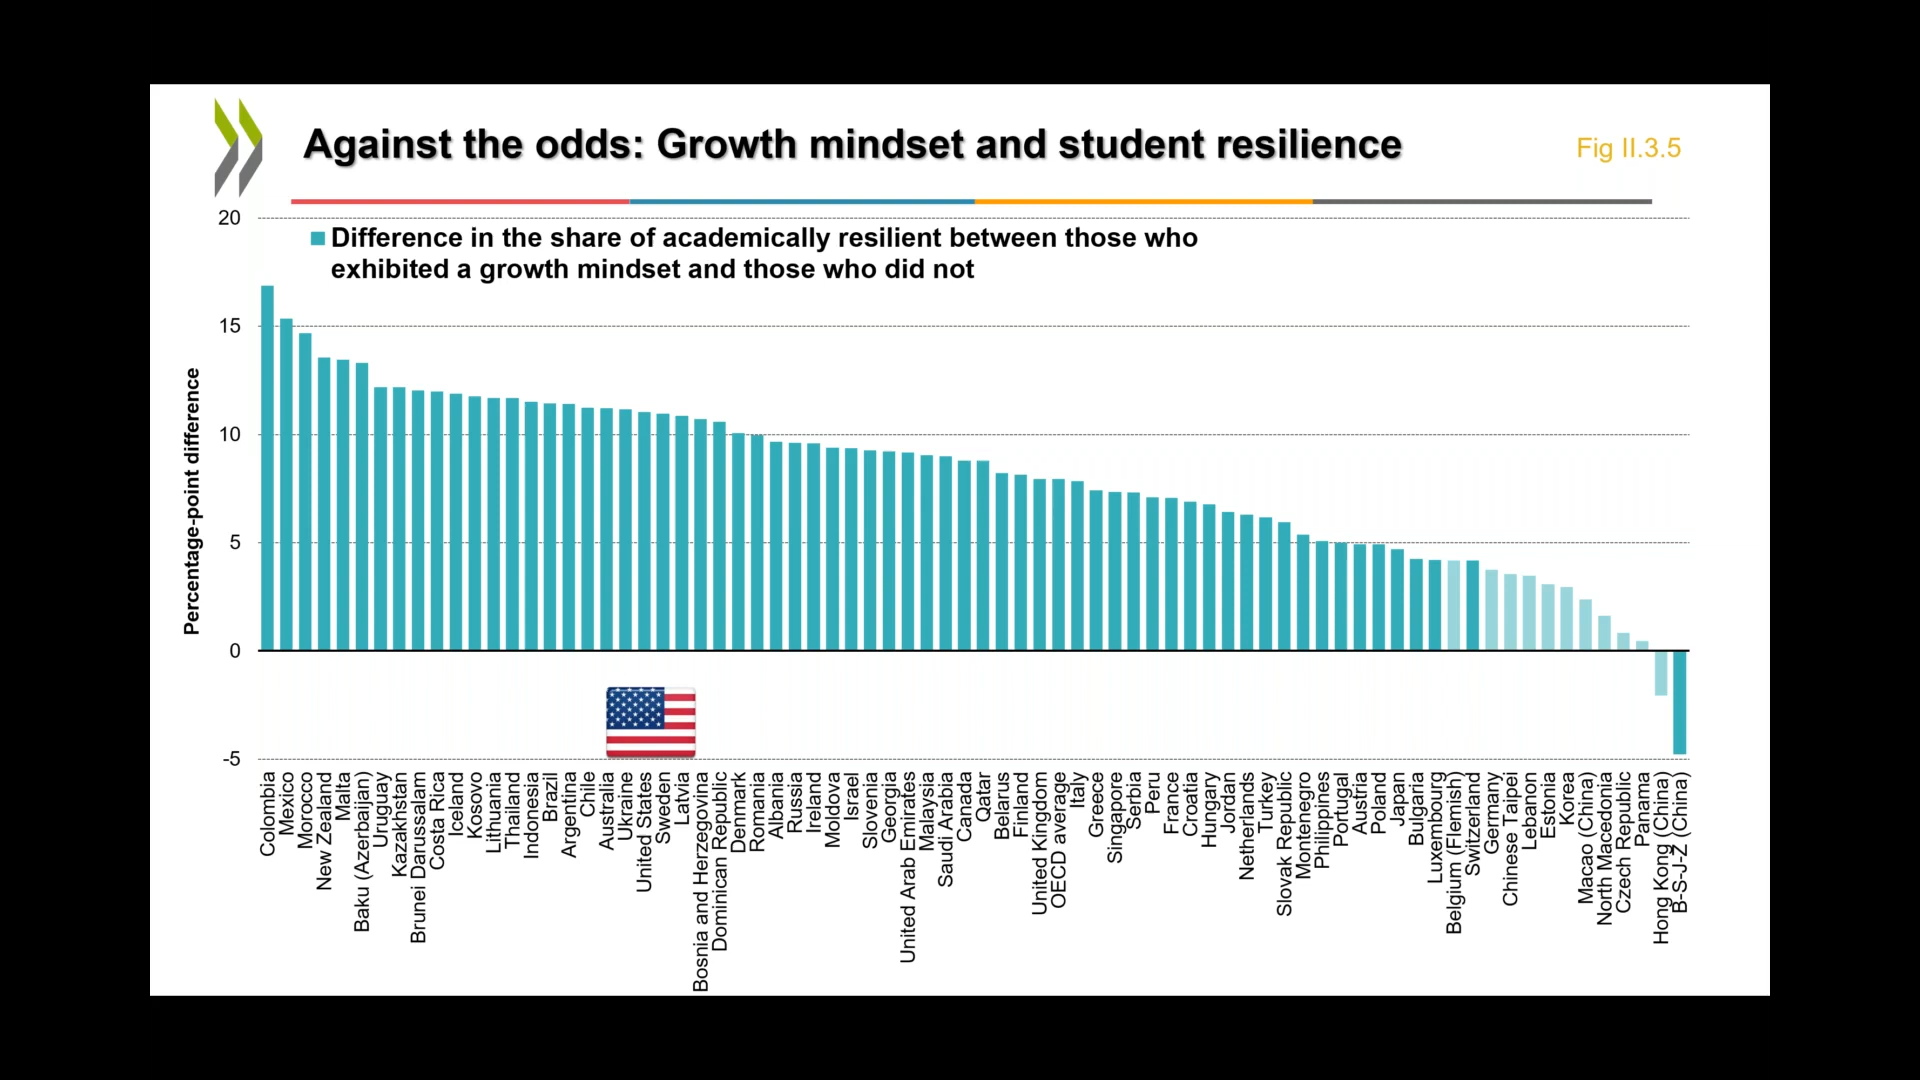 Against the odds: Growth mindset and student resilience
Fig II.3.5
Difference in the share of academically resilient between those who
exhibited a growth mindset and those who did not
Percentage-point difference
20
15
10
5
0
-5
Colombia
Mexico
Morocco
New Zealand
Malta
Baku (Azerbaijan)
Uruguay
Kazakhstan
Brunei Darussalam
Costa Rica
Iceland
Kosovo
Lithuania
Thailand
Indonesia
Brazil
Argentina
Chile
Australia
Ukraine
United States
Sweden
Latvia
Bosnia and Herzegovina
Dominican Republic
Denmark
Romania
Albania
Russia
Ireland
Moldova
Israel
Slovenia
Georgia
United Arab Emirates
Malaysia
Saudi Arabia
Canada
Qatar
Belarus
Finland
United Kingdom
OECD average
Italy
Greece
Singapore
Serbia
Peru
France
Croatia
Hungary
Jordan
Netherlands
Turkey
Slovak Republic
Montenegro
Philippines
Portugal
Austria
Poland
Japan
Bulgaria
Luxembourg
Belgium (Flemish)
Switzerland
Germany
Chinese Taipei
Lebanon
Estonia
Korea
Macao (China)
North Macedonia
Czech Republic
Panama
Hong Kong (China)
B-S-J-Z (China)